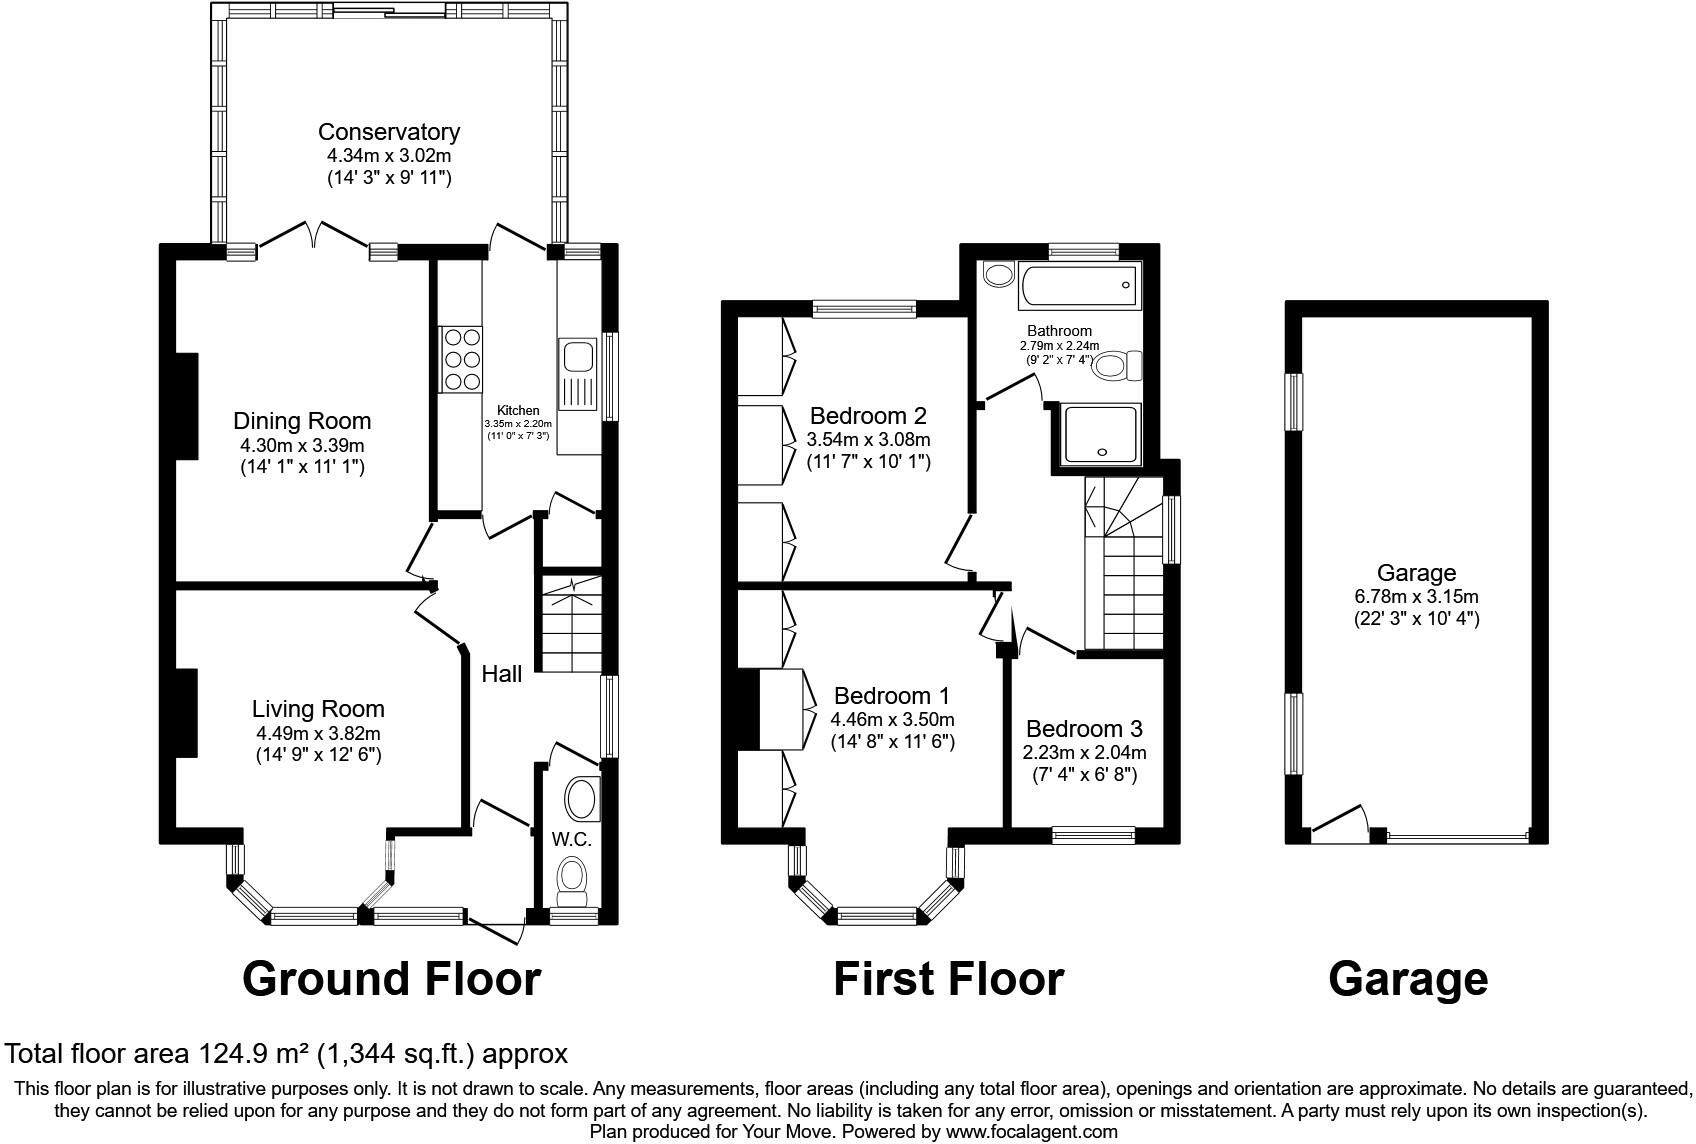 Conservatory
4.34m x 3.02m
(14' 3" x 9' 11")
Dining Room
4.30m x 3.39m
(14' 1" x 11' 1")
Kitchen
3.35m x 2.20m
(11' 0" x 7' 3")
Living Room
4.49m x 3.82m
(14' 9" x 12' 6")
Hall
W.C.
Ground Floor
Bathroom
2.79m x 2.24m
(9' 2" x 7' 4")
Bedroom 2
3.54m x 3.08m
(11' 7" x 10' 1")
Bedroom 1
4.46m x 3.50m
(14' 8" x 11' 6")
Bedroom 3
2.23m x 2.04m
(7' 4" x 6' 8")
First Floor
Garage
6.78m x 3.15m
(22' 3" x 10' 4")
Garage
Total floor area 124.9 m² (1,344 sq.ft.) approx
This floor plan is for illustrative purposes only. It is not drawn to scale. Any measurements, floor areas (including any total floor area), openings and orientation are approximate. No details are guaranteed,
they cannot be relied upon for any purpose and they do not form part of any agreement. No liability is taken for any error, omission or misstatement. A party must rely upon its own inspection(s).
Plan produced for Your Move. Powered by www.focalagent.com